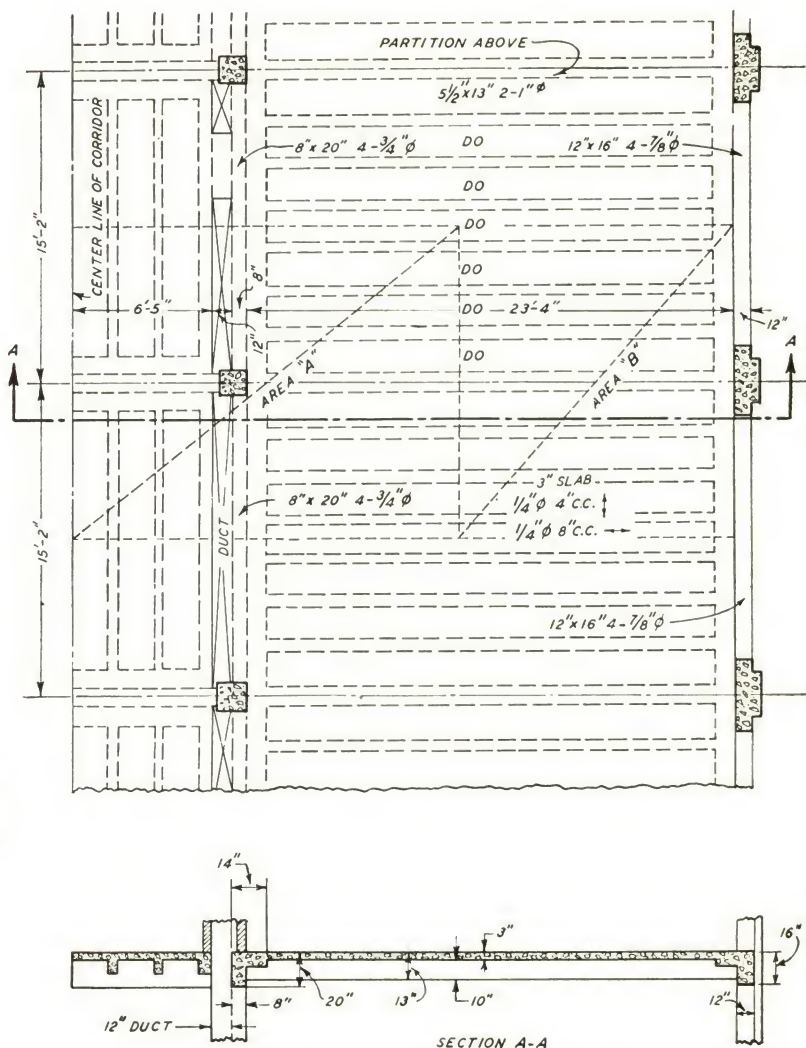 PARTITION ABOVE
5½"x13" 2-1"ϕ
8"x20" 4-¾"ϕ
DO
12"x16" 4-⅞"ϕ
DO
DO
DO
DO
DO
CENTER LINE OF CORRIDOR
15'-2"
6'-5"
8"
12"
23'-4"
12"
A
A
AREA "A"
AREA "B"
15'-2"
DUCT
8"x20" 4-¾"ϕ
3" SLAB
¼"ϕ 4"C.C.
¼"ϕ 8"C.C.
12"x16" 4-⅞"ϕ
14"
3"
16"
20"
13"
10"
8"
12"
12" DUCT
SECTION A-A